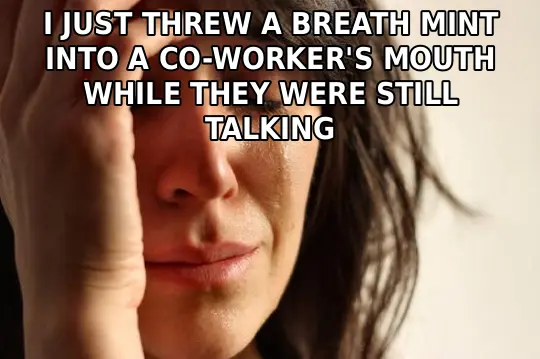 I JUST THREW A BREATH MINT
INTO A CO-WORKER'S MOUTH
WHILE THEY WERE STILL
TALKING